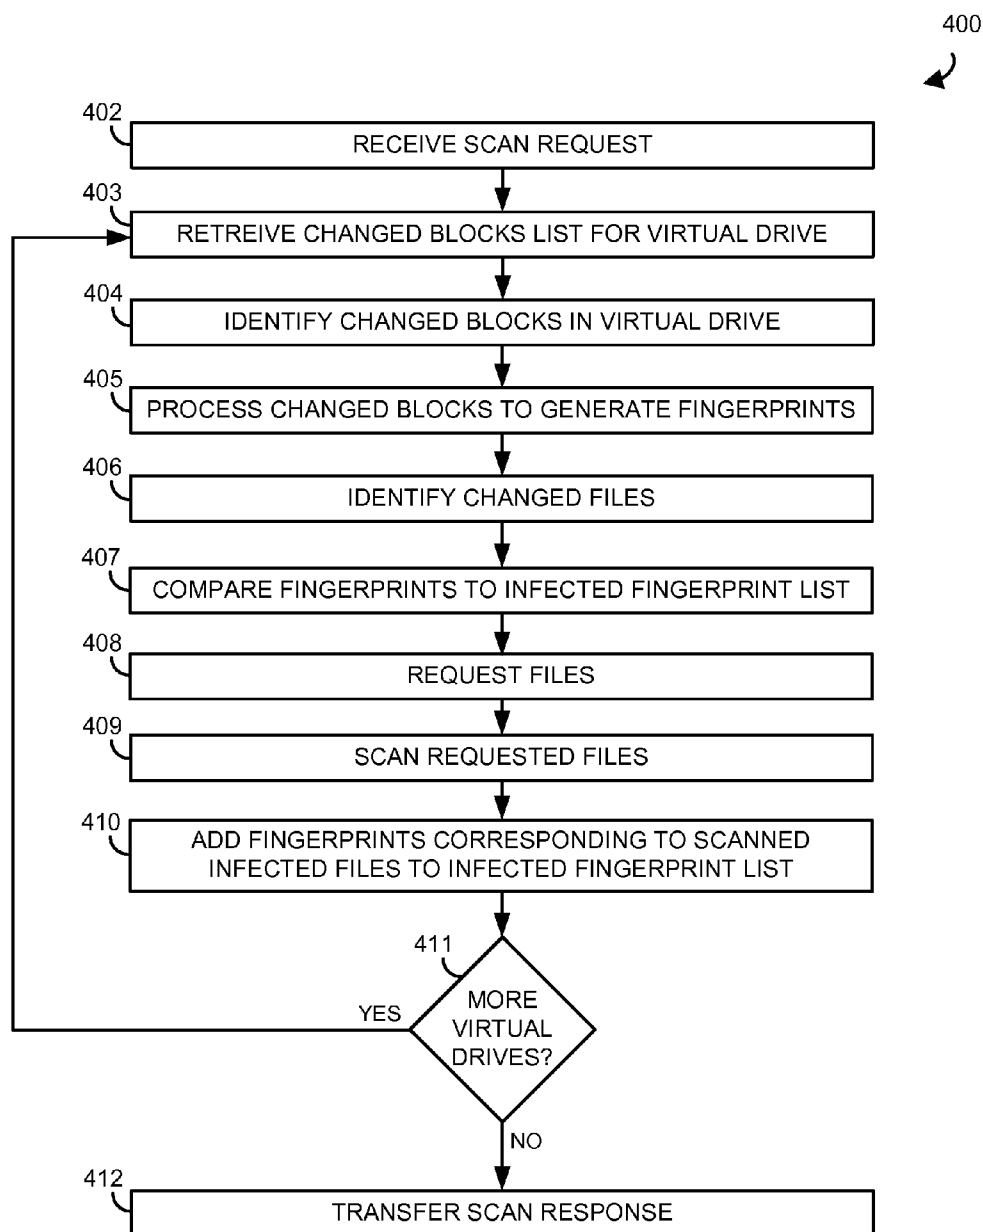 400
402
RECEIVE SCAN REQUEST
403
RETREIVE CHANGED BLOCKS LIST FOR VIRTUAL DRIVE
404
IDENTIFY CHANGED BLOCKS IN VIRTUAL DRIVE
405
PROCESS CHANGED BLOCKS TO GENERATE FINGERPRINTS
406
IDENTIFY CHANGED FILES
407
COMPARE FINGERPRINTS TO INFECTED FINGERPRINT LIST
408
REQUEST FILES
409
SCAN REQUESTED FILES
410
ADD FINGERPRINTS CORRESPONDING TO SCANNED
INFECTED FILES TO INFECTED FINGERPRINT LIST
411
MORE
VIRTUAL
DRIVES?
YES
NO
412
TRANSFER SCAN RESPONSE